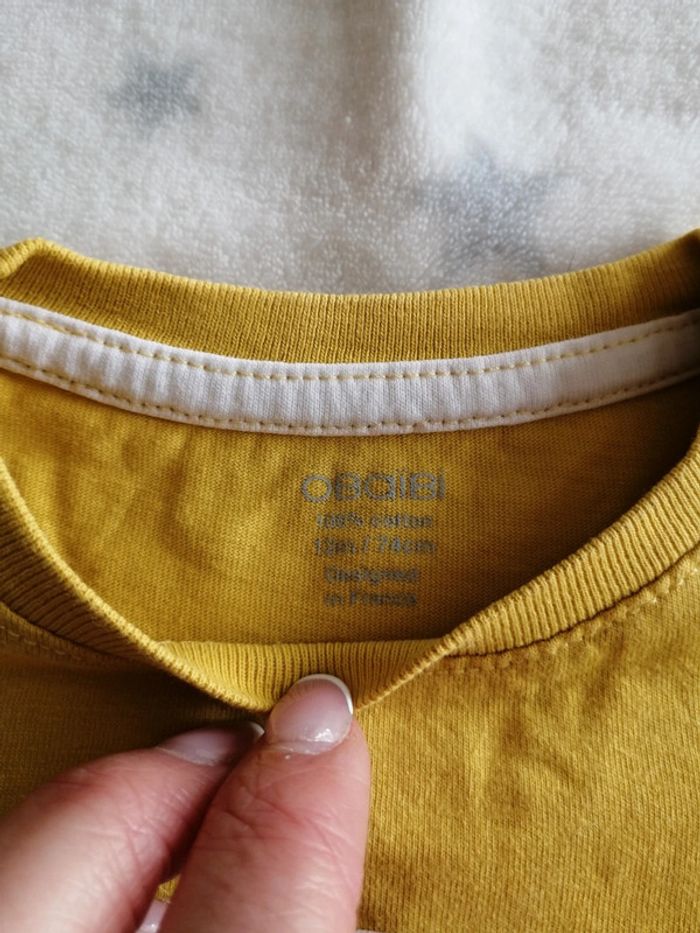 OBAIBI
100% cotton
12m / 74cm
Designed
in France